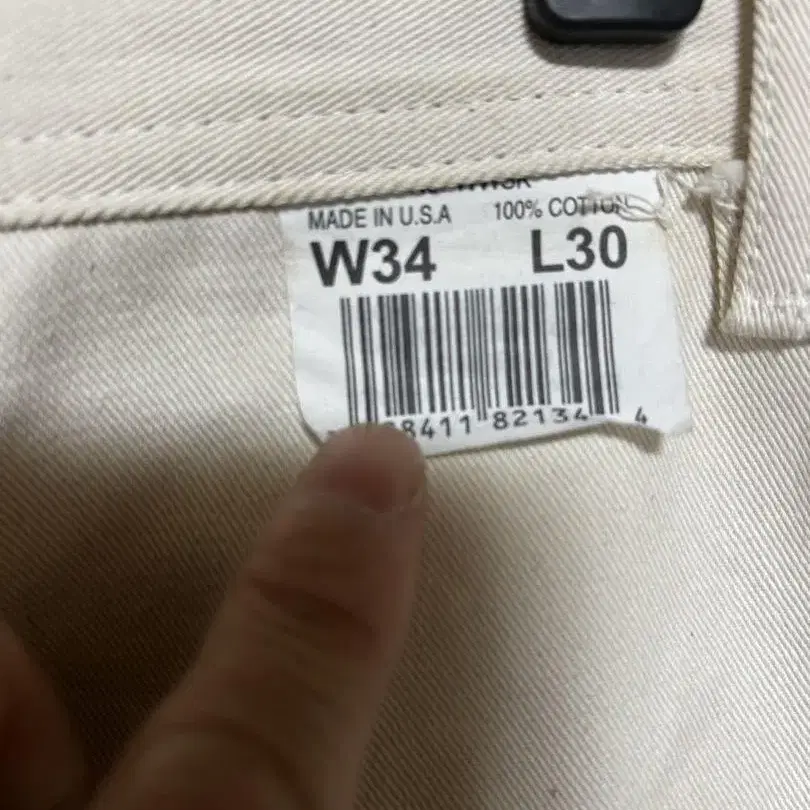 MADE IN U.S.A 100% COTTON
W34 L30
8411 82134 4